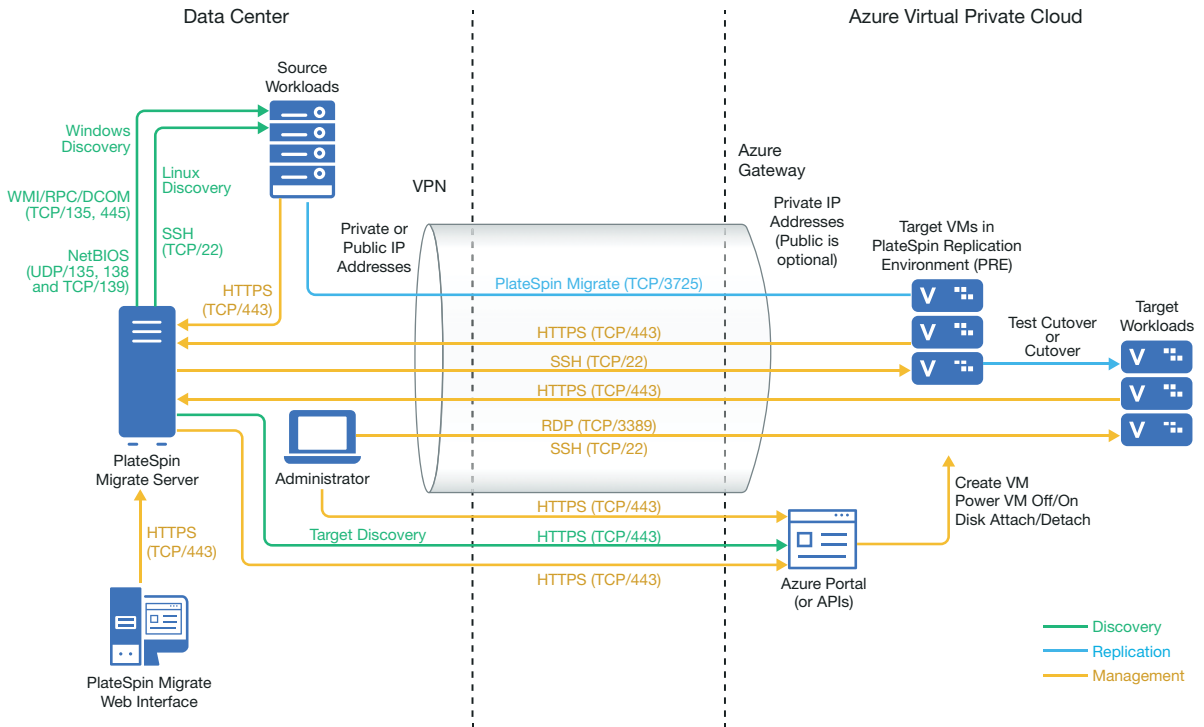 Data Center
Azure Virtual Private Cloud
Source
Workloads
Windows
Discovery
Linux
Discovery
WMI/RPC/DCOM
(TCP/135, 445)
SSH
(TCP/22)
NetBIOS
(UDP/135, 138
and TCP/139)
HTTPS
(TCP/443)
VPN
Private or
Public IP
Addresses
Azure
Gateway
Private IP
Addresses
(Public is
optional)
Target VMs in
PlateSpin Replication
Environment (PRE)
PlateSpin Migrate (TCP/3725)
V
HTTPS (TCP/443)
V
SSH (TCP/22)
V
Test Cutover
or
Cutover
Target
Workloads
V
HTTPS (TCP/443)
V
RDP (TCP/3389)
V
SSH (TCP/22)
PlateSpin
Migrate Server
Administrator
HTTPS (TCP/443)
Target Discovery
HTTPS (TCP/443)
HTTPS (TCP/443)
Create VM
Power VM Off/On
Disk Attach/Detach
Azure Portal
(or APIs)
HTTPS
(TCP/443)
PlateSpin Migrate
Web Interface
Discovery
Replication
Management